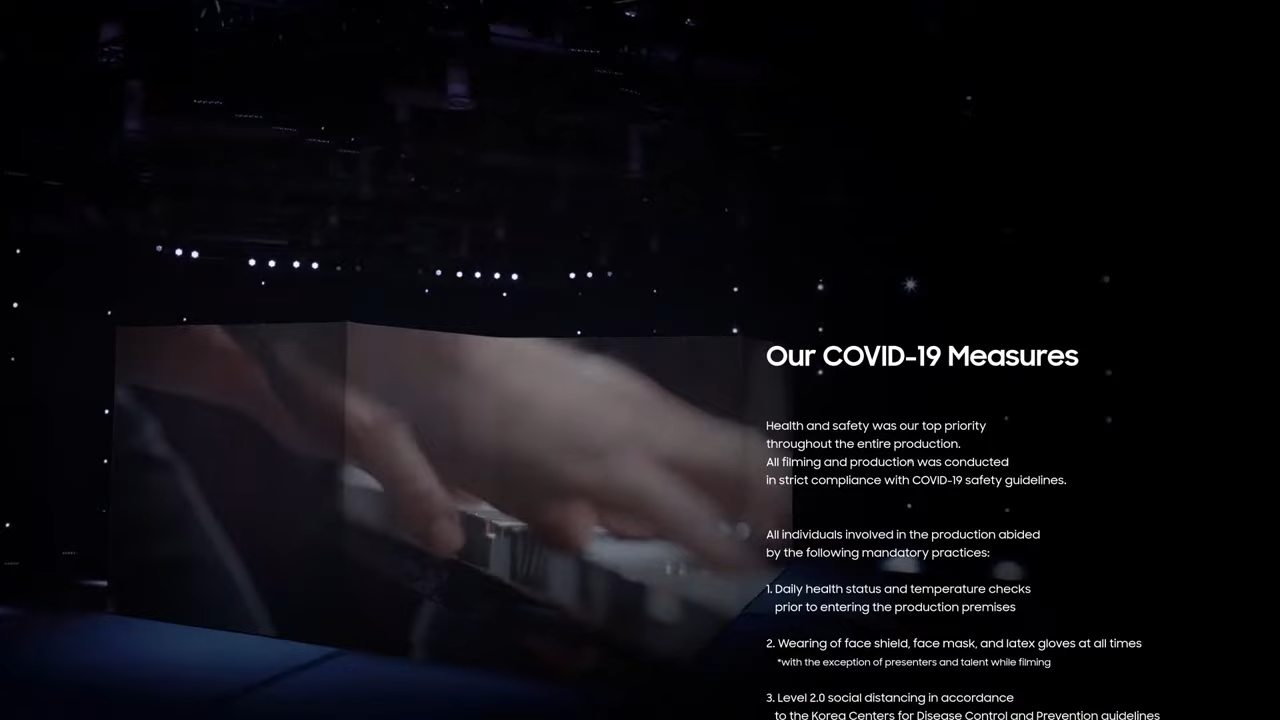 Our COVID-19 Measures
Health and safety was our top priority
throughout the entire production.
All filming and production was conducted
in strict compliance with COVID-19 safety guidelines.
All individuals involved in the production abided
by the following mandatory practices:
1. Daily health status and temperature checks
prior to entering the production premises
2. Wearing of face shield, face mask, and latex gloves at all times
*with the exception of presenters and talent while filming
3. Level 2.0 social distancing in accordance
to the Korea Centers for Disease Control and Prevention guidelines